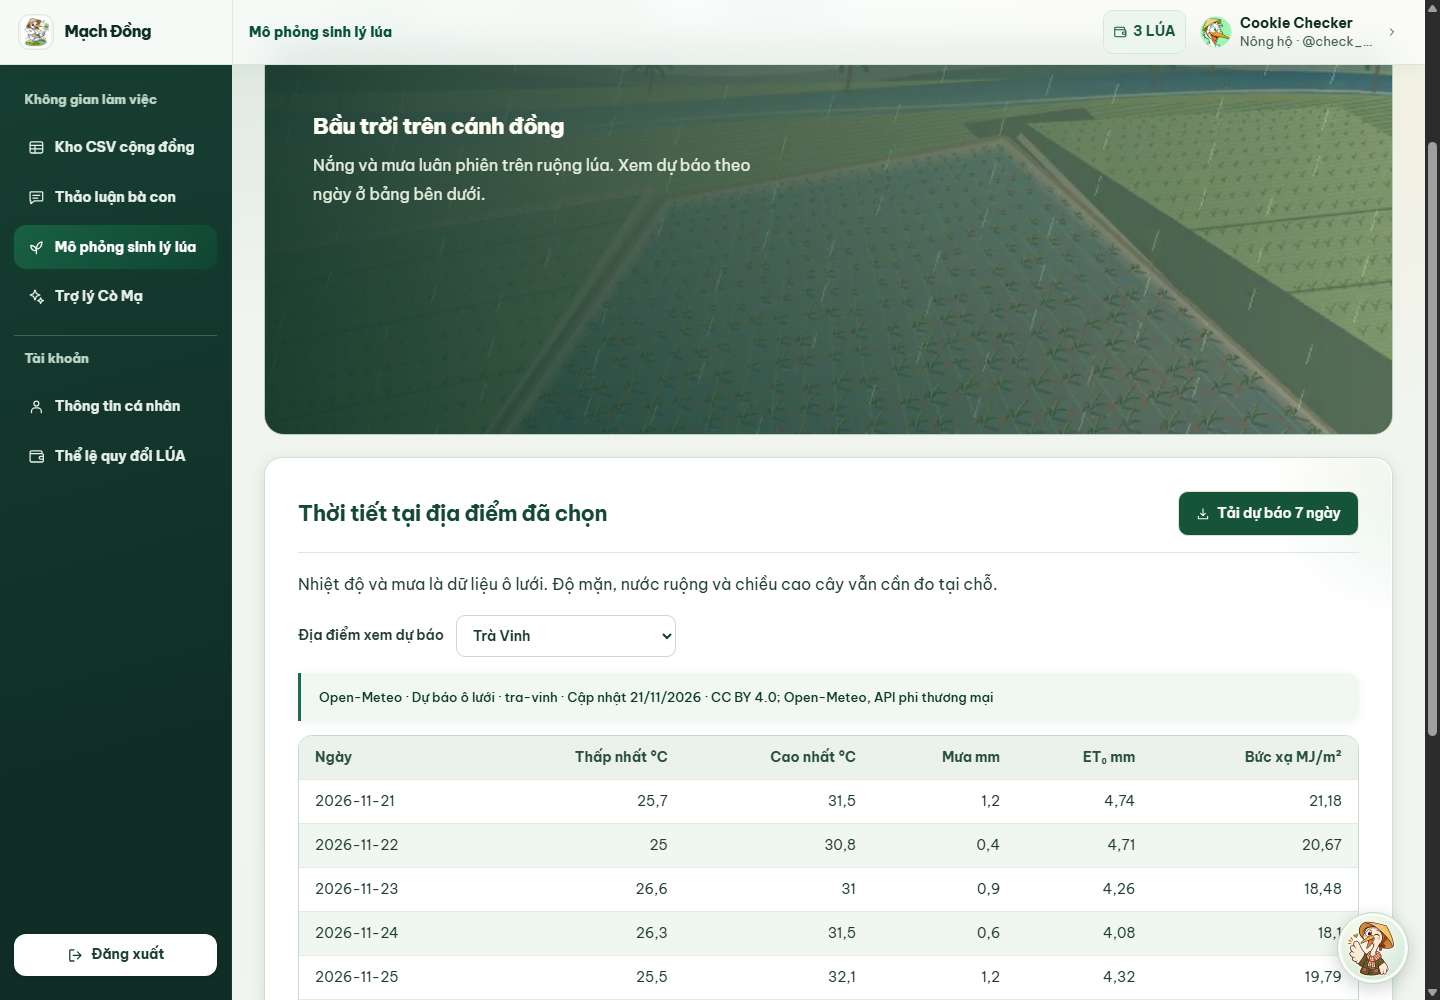 Mạch Đồng
Mô phỏng sinh lý lúa
3 LÚA
Cookie Checker
Nông hộ · @check_...
Không gian làm việc
Kho CSV cộng đồng
Thảo luận bà con
Mô phỏng sinh lý lúa
Trợ lý Cò Mạ
Tài khoản
Thông tin cá nhân
Thể lệ quy đổi LÚA
Đăng xuất
Bầu trời trên cánh đồng
Nắng và mưa luân phiên trên ruộng lúa. Xem dự báo theo
ngày ở bảng bên dưới.
Thời tiết tại địa điểm đã chọn
Tải dự báo 7 ngày
Nhiệt độ và mưa là dữ liệu ô lưới. Độ mặn, nước ruộng và chiều cao cây vẫn cần đo tại chỗ.
Địa điểm xem dự báo Trà Vinh
Open-Meteo · Dự báo ô lưới · tra-vinh · Cập nhật 21/11/2026 · CC BY 4.0; Open-Meteo, API phi thương mại
Ngày Thấp nhất °C Cao nhất °C Mưa mm ET₀ mm Bức xạ MJ/m²
2026-11-21 25,7 31,5 1,2 4,74 21,18
2026-11-22 25 30,8 0,4 4,71 20,67
2026-11-23 26,6 31 0,9 4,26 18,48
2026-11-24 26,3 31,5 0,6 4,08
2026-11-25 25,5 32,1 1,2 4,32 19,79